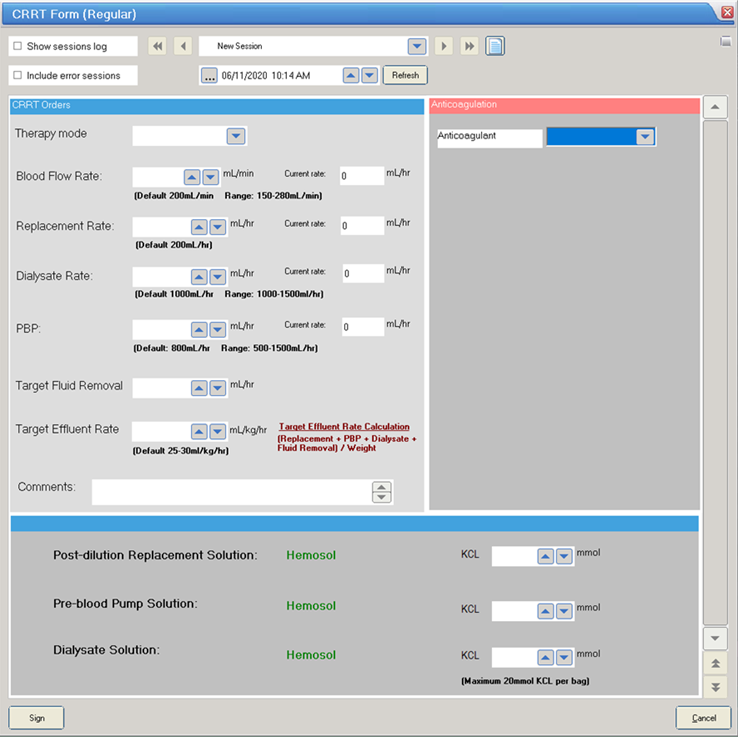 CRRT Form (Regular)
Show sessions log
New Session
Include error sessions
... 06/11/2020 10:14 AM
Refresh
CRRT Orders
Anticoagulation
Therapy mode
Anticoagulant
Blood Flow Rate: mL/min Current rate: 0 mL/hr
(Default 200mL/min Range: 150-280mL/min)
Replacement Rate: mL/hr Current rate: 0 mL/hr
(Default 200mL/hr)
Dialysate Rate: mL/hr Current rate: 0 mL/hr
(Default 1000mL/hr Range: 1000-1500ml/hr)
PBP: mL/hr Current rate: 0 mL/hr
(Default: 800mL/hr Range: 500-1500mL/hr)
Target Fluid Removal mL/hr
Target Effluent Rate mL/kg/hr
(Default 25-30ml/kg/hr)
Target Effluent Rate Calculation
(Replacement + PBP + Dialysate +
Fluid Removal) / Weight
Comments:
Post-dilution Replacement Solution: Hemosol KCL mmol
Pre-blood Pump Solution: Hemosol KCL mmol
Dialysate Solution: Hemosol KCL mmol
(Maximum 20mmol KCL per bag)
Sign
Cancel